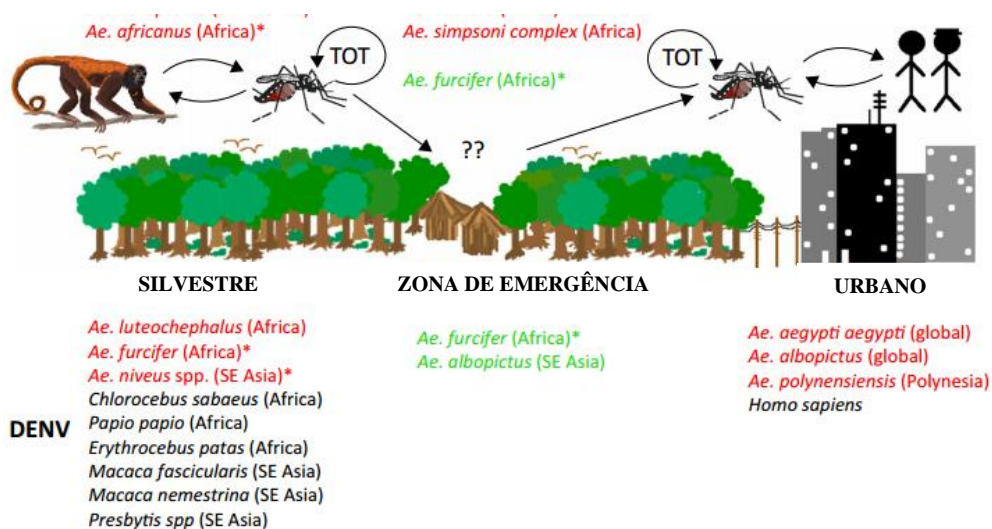 Ae. africanus (Africa)*
Ae. simpsoni complex (Africa)
TOT
TOT
Ae. furcifer (Africa)*
??
SILVESTRE
ZONA DE EMERGÊNCIA
URBANO
DENV
Ae. luteochephalus (Africa)
Ae. furcifer (Africa)*
Ae. niveus spp. (SE Asia)*
Chlorocebus sabaeus (Africa)
Papio papio (Africa)
Erythrocebus patas (Africa)
Macaca fascicularis (SE Asia)
Macaca nemestrina (SE Asia)
Presbytis spp (SE Asia)
Ae. furcifer (Africa)*
Ae. albopictus (SE Asia)
Ae. aegypti aegypti (global)
Ae. albopictus (global)
Ae. polynensiensis (Polynesia)
Homo sapiens